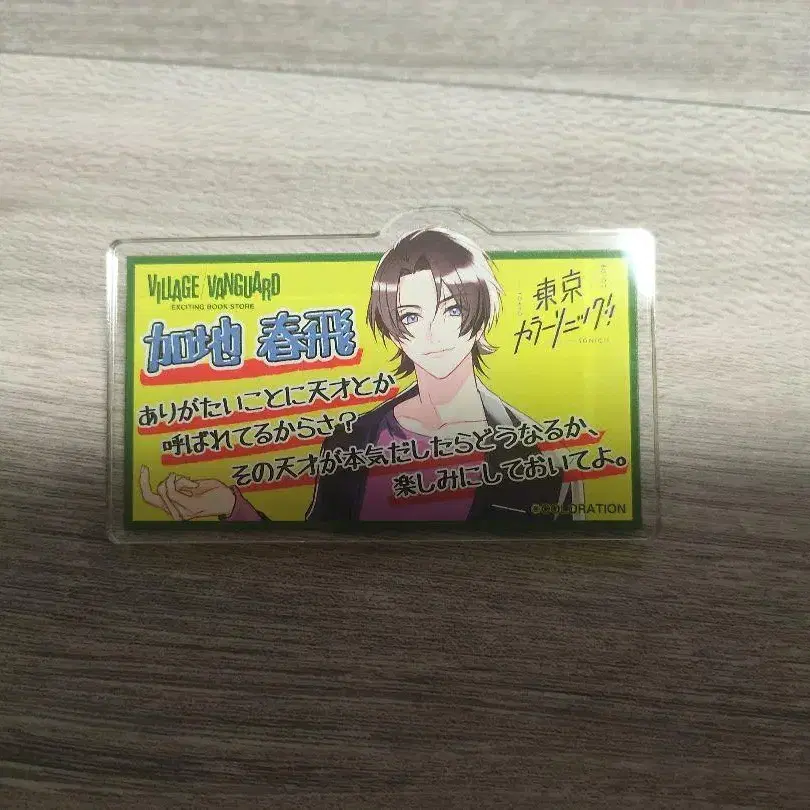 VILLAGE VANGUARD
EXCITING BOOK STORE
東京
カラーソニック!!
加地 春飛
ありがたいことに天才とか
呼ばれてるからさ?
その天才が本気だしたらどうなるか、
楽しみにしておいてよ。
©COLORATION